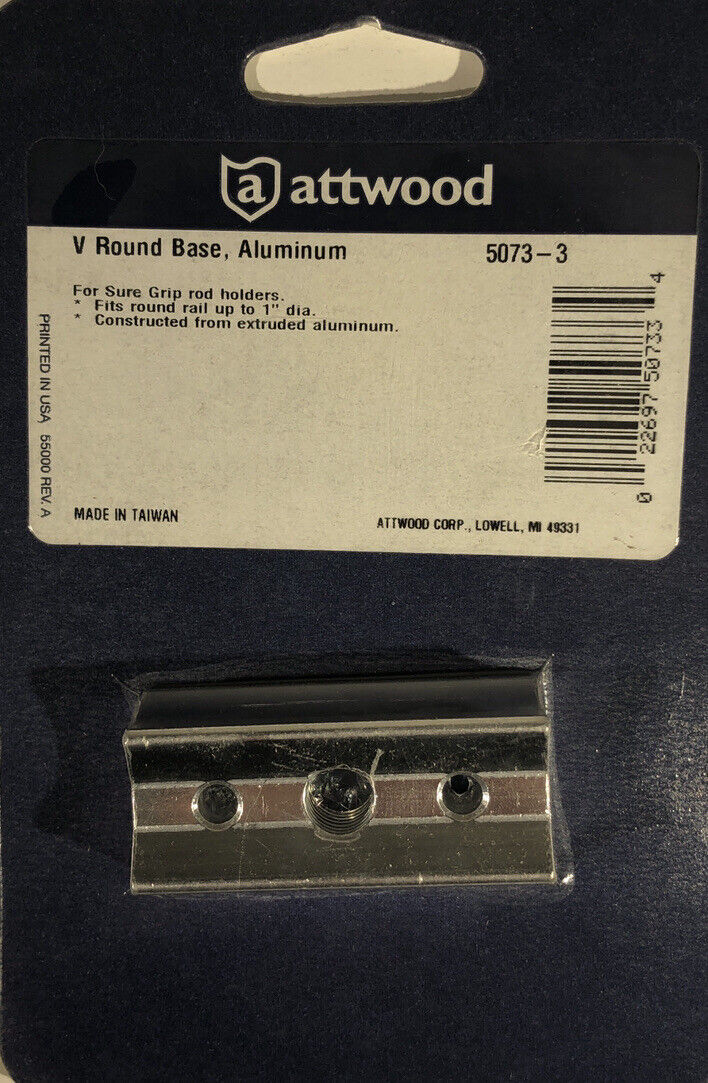 a attwood
V Round Base, Aluminum 5073-3
For Sure Grip rod holders.
* Fits round rail up to 1" dia.
* Constructed from extruded aluminum.
PRINTED IN USA 55000 REV. A
0 22697 50733 4
MADE IN TAIWAN
ATTWOOD CORP., LOWELL, MI 49331